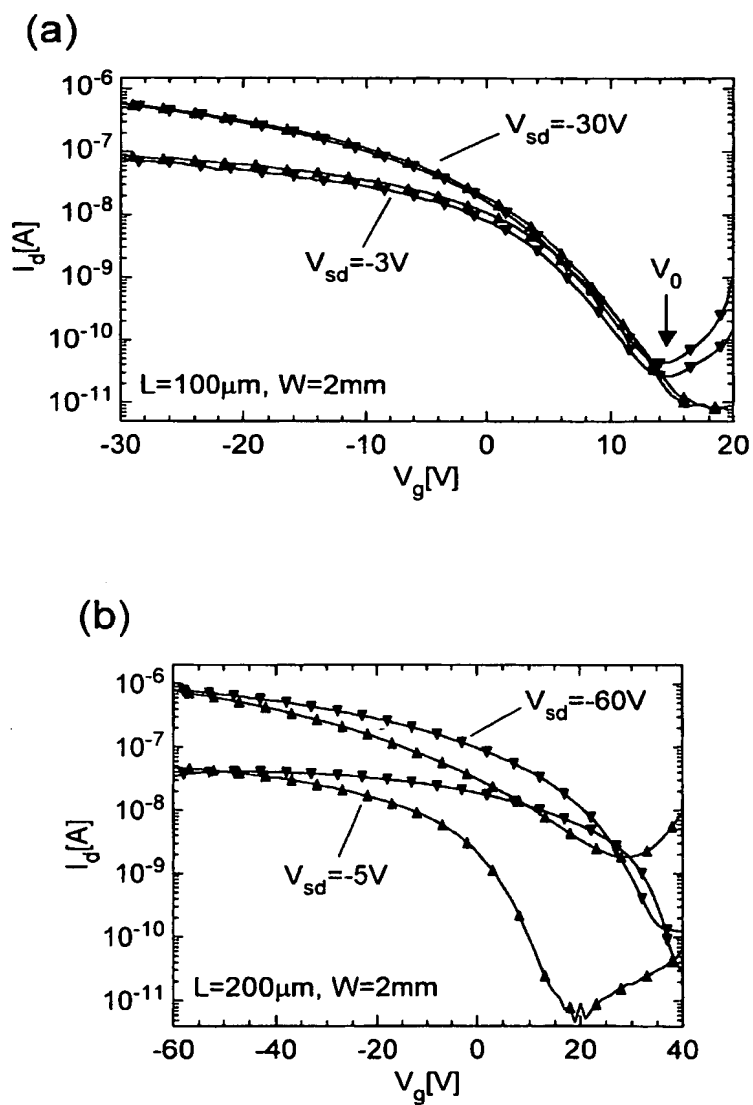 (a)
10⁻⁶
10⁻⁷
10⁻⁸
10⁻⁹
10⁻¹⁰
10⁻¹¹
I_d[A]
V_sd=-30V
V_sd=-3V
V_0
L=100µm, W=2mm
-30 -20 -10 0 10 20
V_g[V]
(b)
10⁻⁶
10⁻⁷
10⁻⁸
10⁻⁹
10⁻¹⁰
10⁻¹¹
I_d[A]
V_sd=-60V
V_sd=-5V
L=200µm, W=2mm
-60 -40 -20 0 20 40
V_g[V]